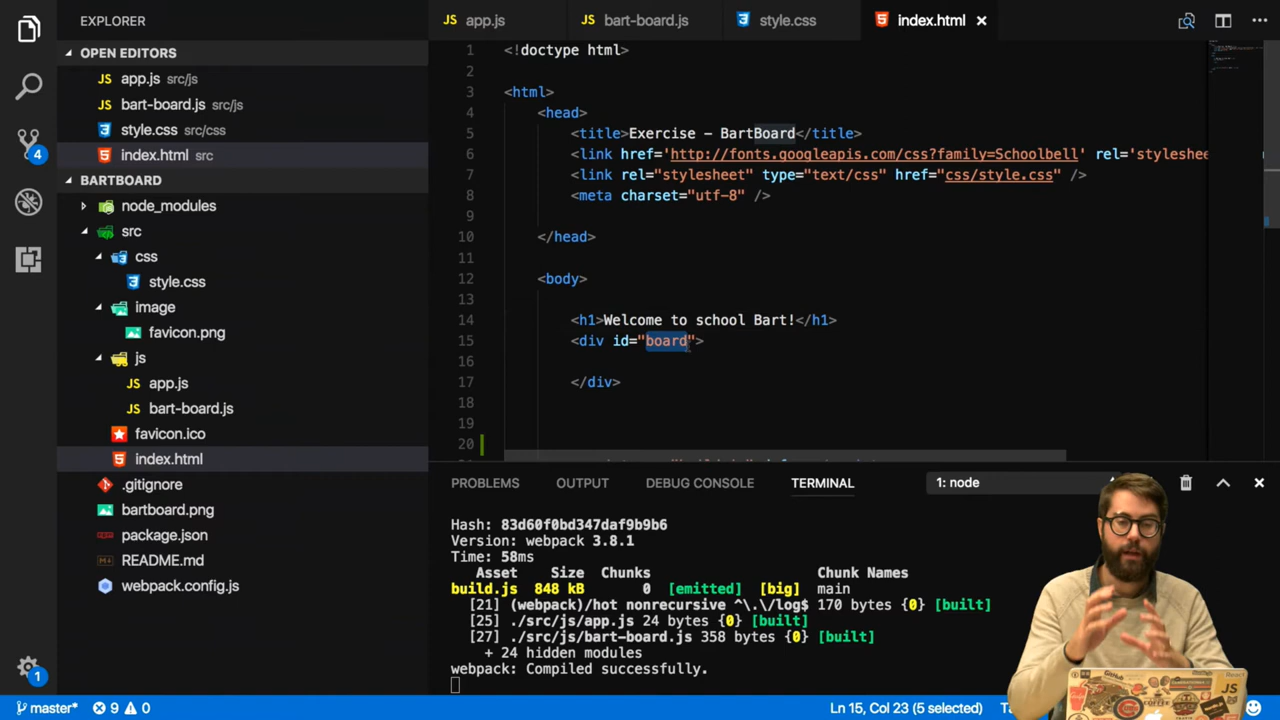 EXPLORER
OPEN EDITORS
JS app.js src/js
JS bart-board.js src/js
style.css src/css
index.html src
BARTBOARD
node_modules
src
css
style.css
image
favicon.png
js
JS app.js
JS bart-board.js
favicon.ico
index.html
.gitignore
bartboard.png
package.json
README.md
webpack.config.js
4
1
JS app.js
JS bart-board.js
style.css
index.html
1 <!doctype html>
2
3 <html>
4 <head>
5 <title>Exercise – BartBoard</title>
6 <link href='http://fonts.googleapis.com/css?family=Schoolbell' rel='styleshee
7 <link rel="stylesheet" type="text/css" href="css/style.css" />
8 <meta charset="utf-8" />
9
10 </head>
11
12 <body>
13
14 <h1>Welcome to school Bart!</h1>
15 <div id="board">
16
17 </div>
18
19
20
PROBLEMS OUTPUT DEBUG CONSOLE TERMINAL 1: node
Hash: 83d60f0bd347daf9b9b6
Version: webpack 3.8.1
Time: 58ms
Asset Size Chunks Chunk Names
build.js 848 kB 0 [emitted] [big] main
[21] (webpack)/hot nonrecursive ^\.\/log$ 170 bytes {0} [built]
[25] ./src/js/app.js 24 bytes {0} [built]
[27] ./src/js/bart-board.js 358 bytes {0} [built]
+ 24 hidden modules
webpack: Compiled successfully.
master* 9 0
Ln 15, Col 23 (5 selected)
GitHub
React
JS